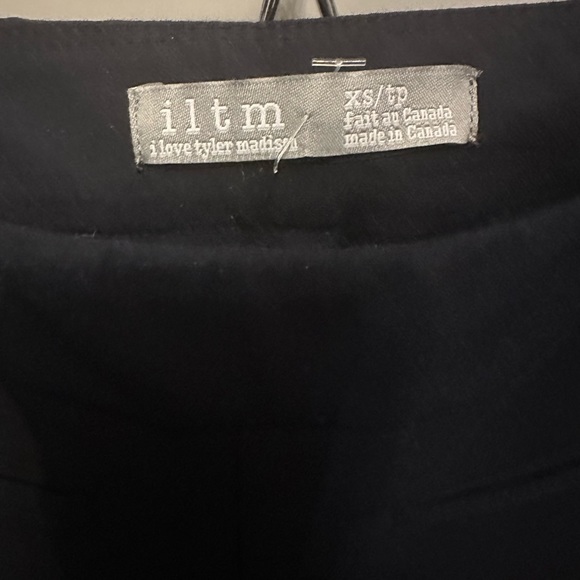 iltm
i love tyler madison
xs/tp
fait au Canada
made in Canada